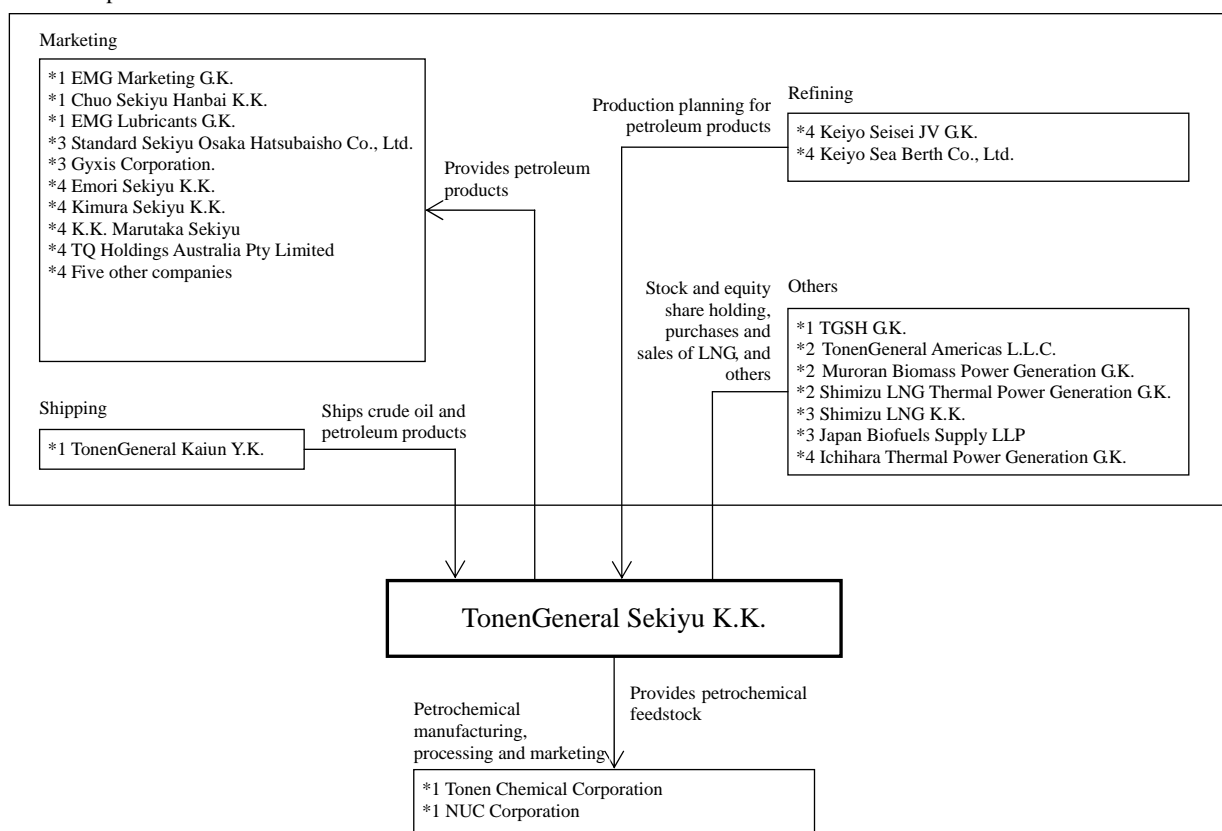 Marketing
*1 EMG Marketing G.K.
*1 Chuo Sekiyu Hanbai K.K.
*1 EMG Lubricants G.K.
*3 Standard Sekiyu Osaka Hatsubaisho Co., Ltd.
*3 Gyxis Corporation.
*4 Emori Sekiyu K.K.
*4 Kimura Sekiyu K.K.
*4 K.K. Marutaka Sekiyu
*4 TQ Holdings Australia Pty Limited
*4 Five other companies
Provides petroleum
products
Production planning for
petroleum products
Refining
*4 Keiyo Seisei JV G.K.
*4 Keiyo Sea Berth Co., Ltd.
Stock and equity
share holding,
purchases and
sales of LNG, and
others
Others
*1 TGSH G.K.
*2 TonenGeneral Americas L.L.C.
*2 Muroran Biomass Power Generation G.K.
*2 Shimizu LNG Thermal Power Generation G.K.
*3 Shimizu LNG K.K.
*3 Japan Biofuels Supply LLP
*4 Ichihara Thermal Power Generation G.K.
Shipping
*1 TonenGeneral Kaiun Y.K.
Ships crude oil and
petroleum products
TonenGeneral Sekiyu K.K.
Provides petrochemical
feedstock
Petrochemical
manufacturing,
processing and marketing
*1 Tonen Chemical Corporation
*1 NUC Corporation